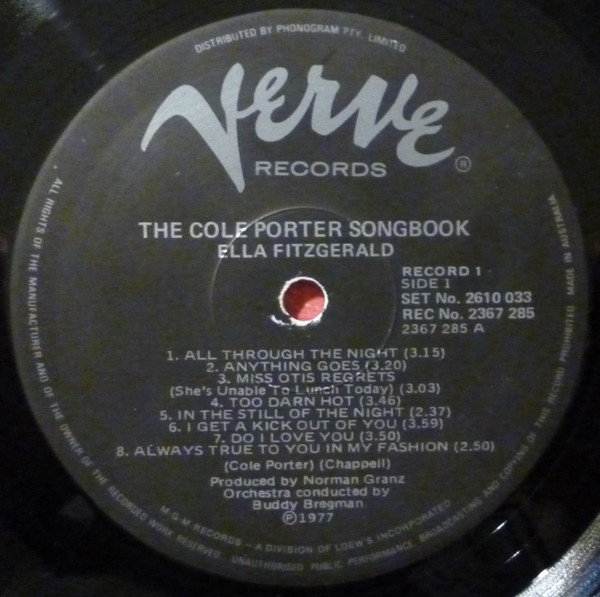 DISTRIBUTED BY PHONOGRAM PTY. LIMITED
Verve
RECORDS ®
THE COLE PORTER SONGBOOK
ELLA FITZGERALD
RECORD 1
SIDE 1
SET No. 2610 033
REC No. 2367 285
2367 285 A
1. ALL THROUGH THE NIGHT (3.15)
2. ANYTHING GOES (3.20)
3. MISS OTIS REGRETS
(She's Unable To Lunch Today) (3.03)
4. TOO DARN HOT (3.46)
5. IN THE STILL OF THE NIGHT (2.37)
6. I GET A KICK OUT OF YOU (3.59)
7. DO I LOVE YOU (3.50)
8. ALWAYS TRUE TO YOU IN MY FASHION (2.50)
(Cole Porter) (Chappell)
Produced by Norman Granz
Orchestra conducted by
Buddy Bregman
℗1977
M-G-M RECORDS – A DIVISION OF LOEW'S INCORPORATED
ALL RIGHTS OF THE MANUFACTURER AND OF THE OWNER OF THE RECORDED WORK RESERVED. UNAUTHORISED PUBLIC PERFORMANCE, BROADCASTING AND COPYING OF THIS RECORD PROHIBITED MADE IN AUSTRALIA